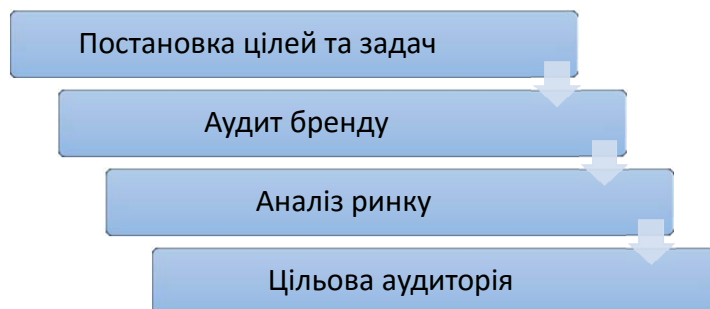 Постановка цілей та задач
Аудит бренду
Аналіз ринку
Цільова аудиторія